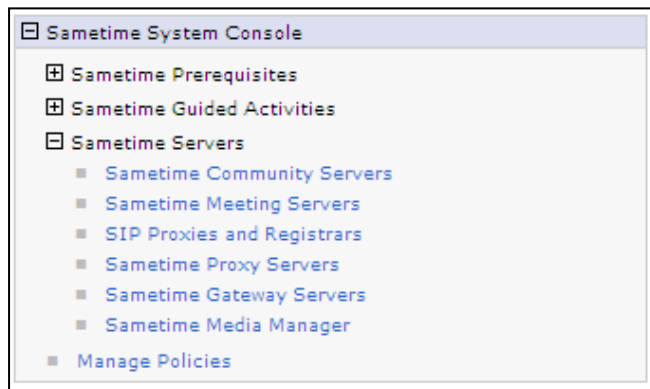 Sametime System Console
Sametime Prerequisites
Sametime Guided Activities
Sametime Servers
Sametime Community Servers
Sametime Meeting Servers
SIP Proxies and Registrars
Sametime Proxy Servers
Sametime Gateway Servers
Sametime Media Manager
Manage Policies